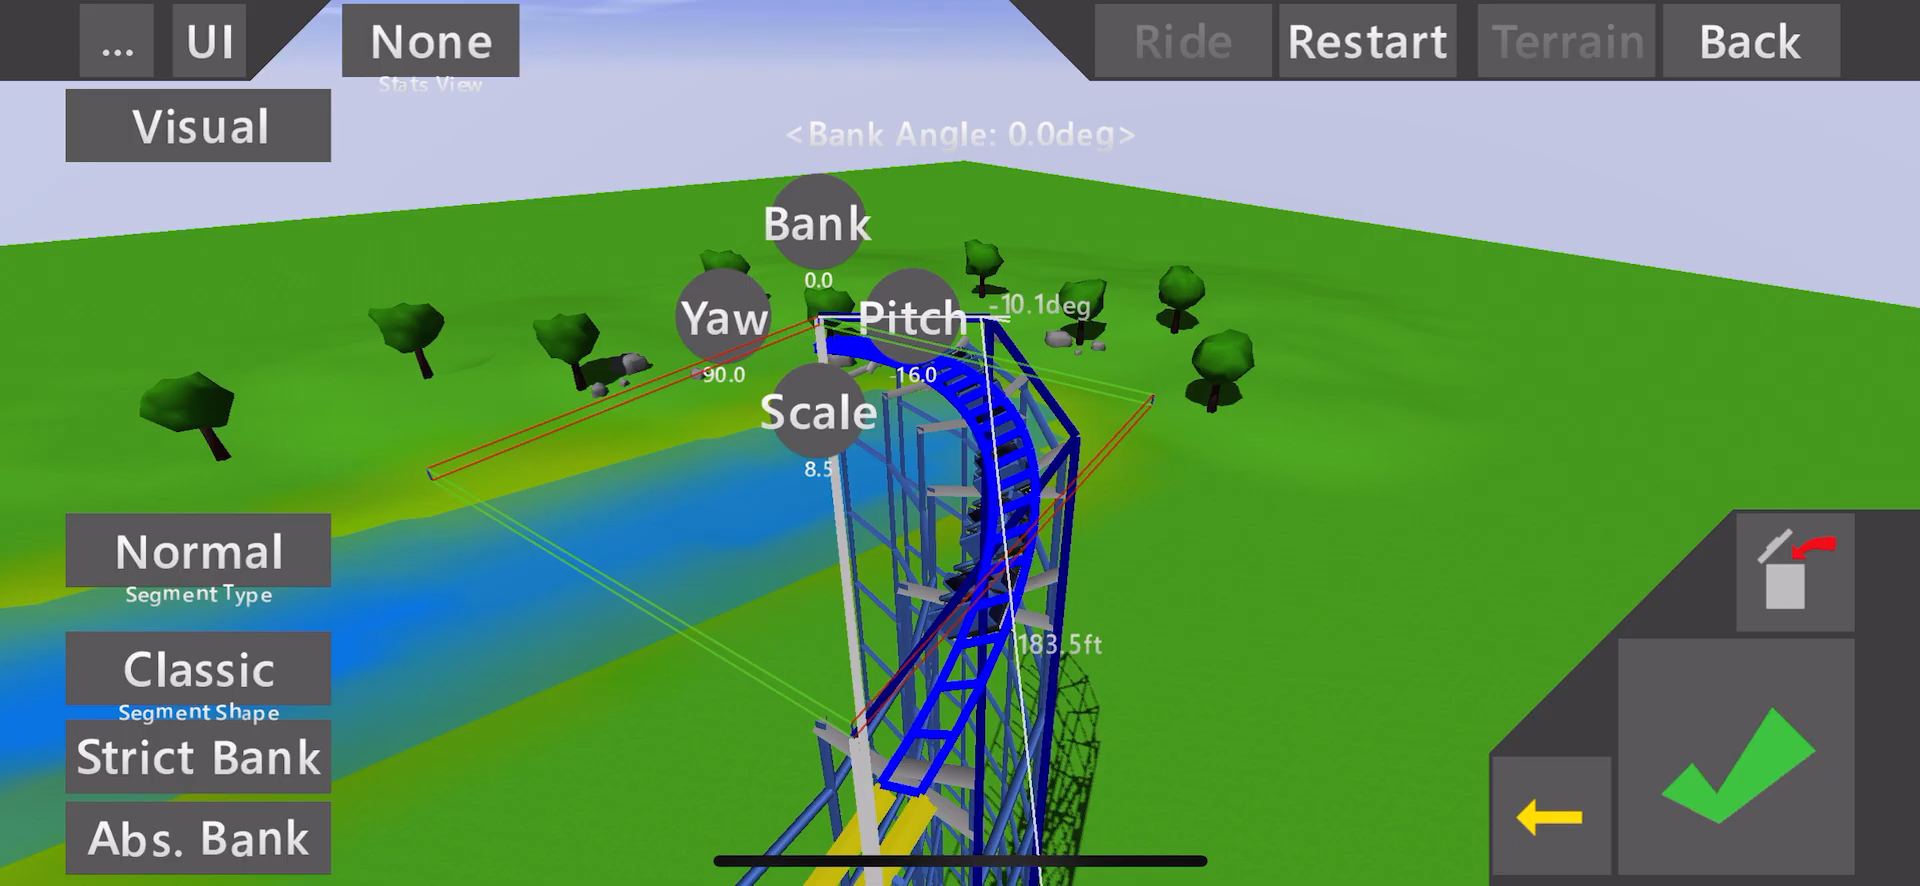 ...
UI
None
Stats View
Ride
Restart
Terrain
Back
Visual
<Bank Angle: 0.0deg>
Bank
0.0
Yaw
90.0
Pitch
-16.0
-10.1deg
Scale
8.5
183.5ft
Normal
Segment Type
Classic
Segment Shape
Strict Bank
Abs. Bank